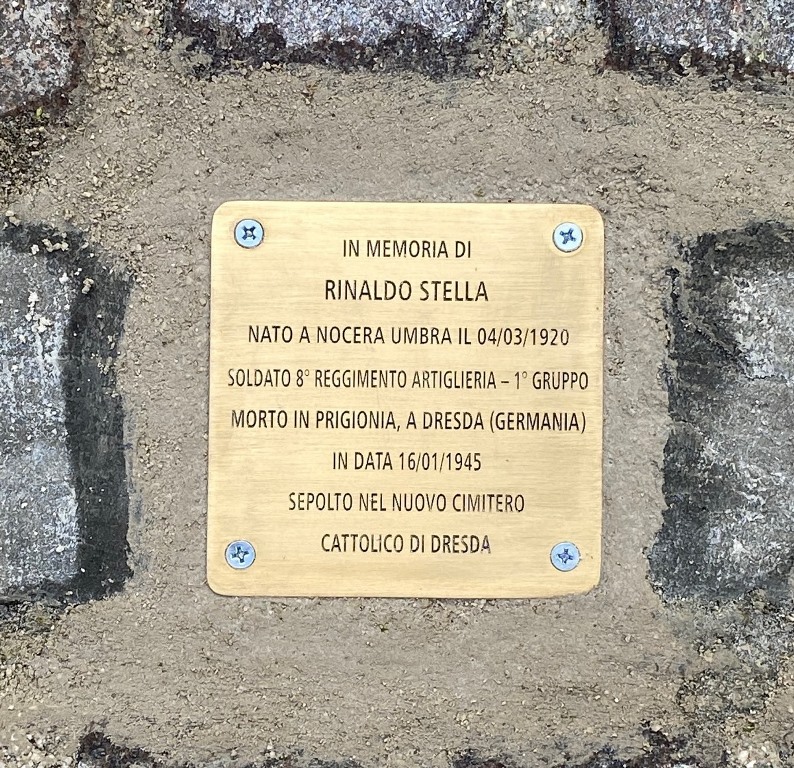 IN MEMORIA DI
RINALDO STELLA
NATO A NOCERA UMBRA IL 04/03/1920
SOLDATO 8° REGGIMENTO ARTIGLIERIA – 1° GRUPPO
MORTO IN PRIGIONIA, A DRESDA (GERMANIA)
IN DATA 16/01/1945
SEPOLTO NEL NUOVO CIMITERO
CATTOLICO DI DRESDA